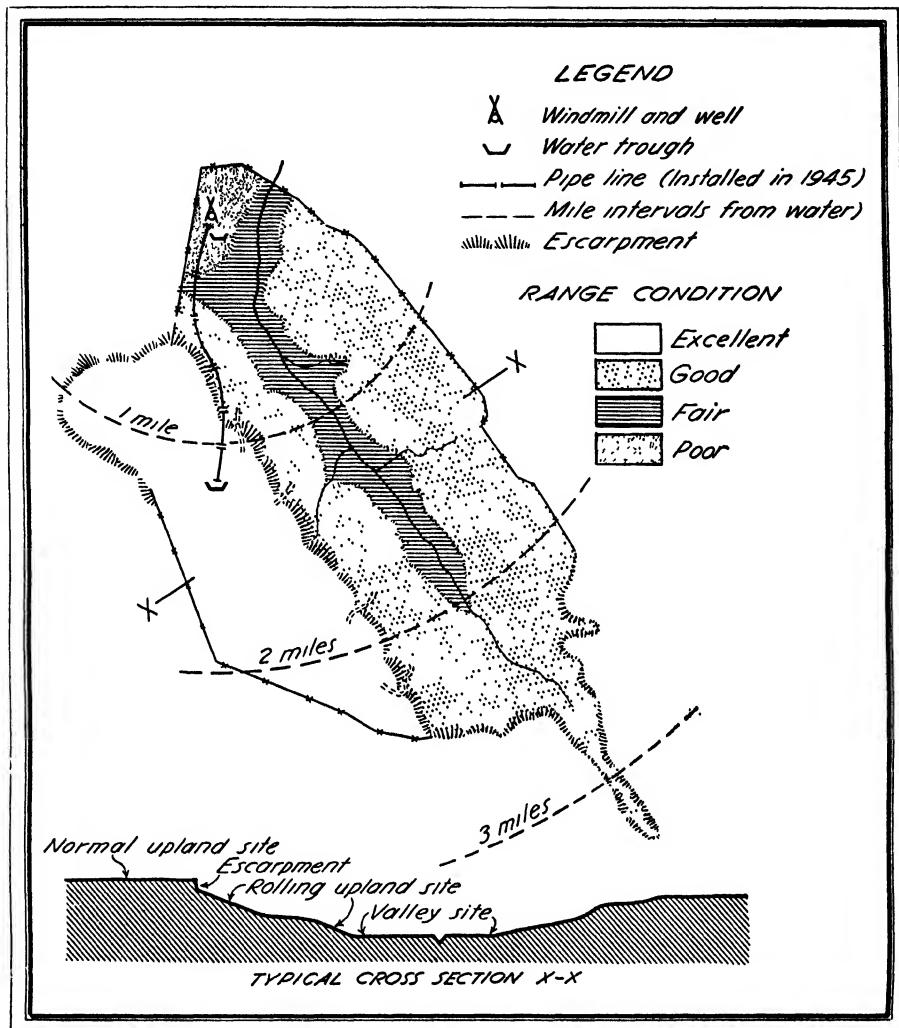 LEGEND
Windmill and well
Water trough
Pipe line (Installed in 1945)
Mile intervals from water)
Escarpment
RANGE CONDITION
Excellent
Good
Fair
Poor
X
1 mile
X
2 miles
3 miles
Normal upland site
Escarpment
Rolling upland site
Valley site
TYPICAL CROSS SECTION X-X